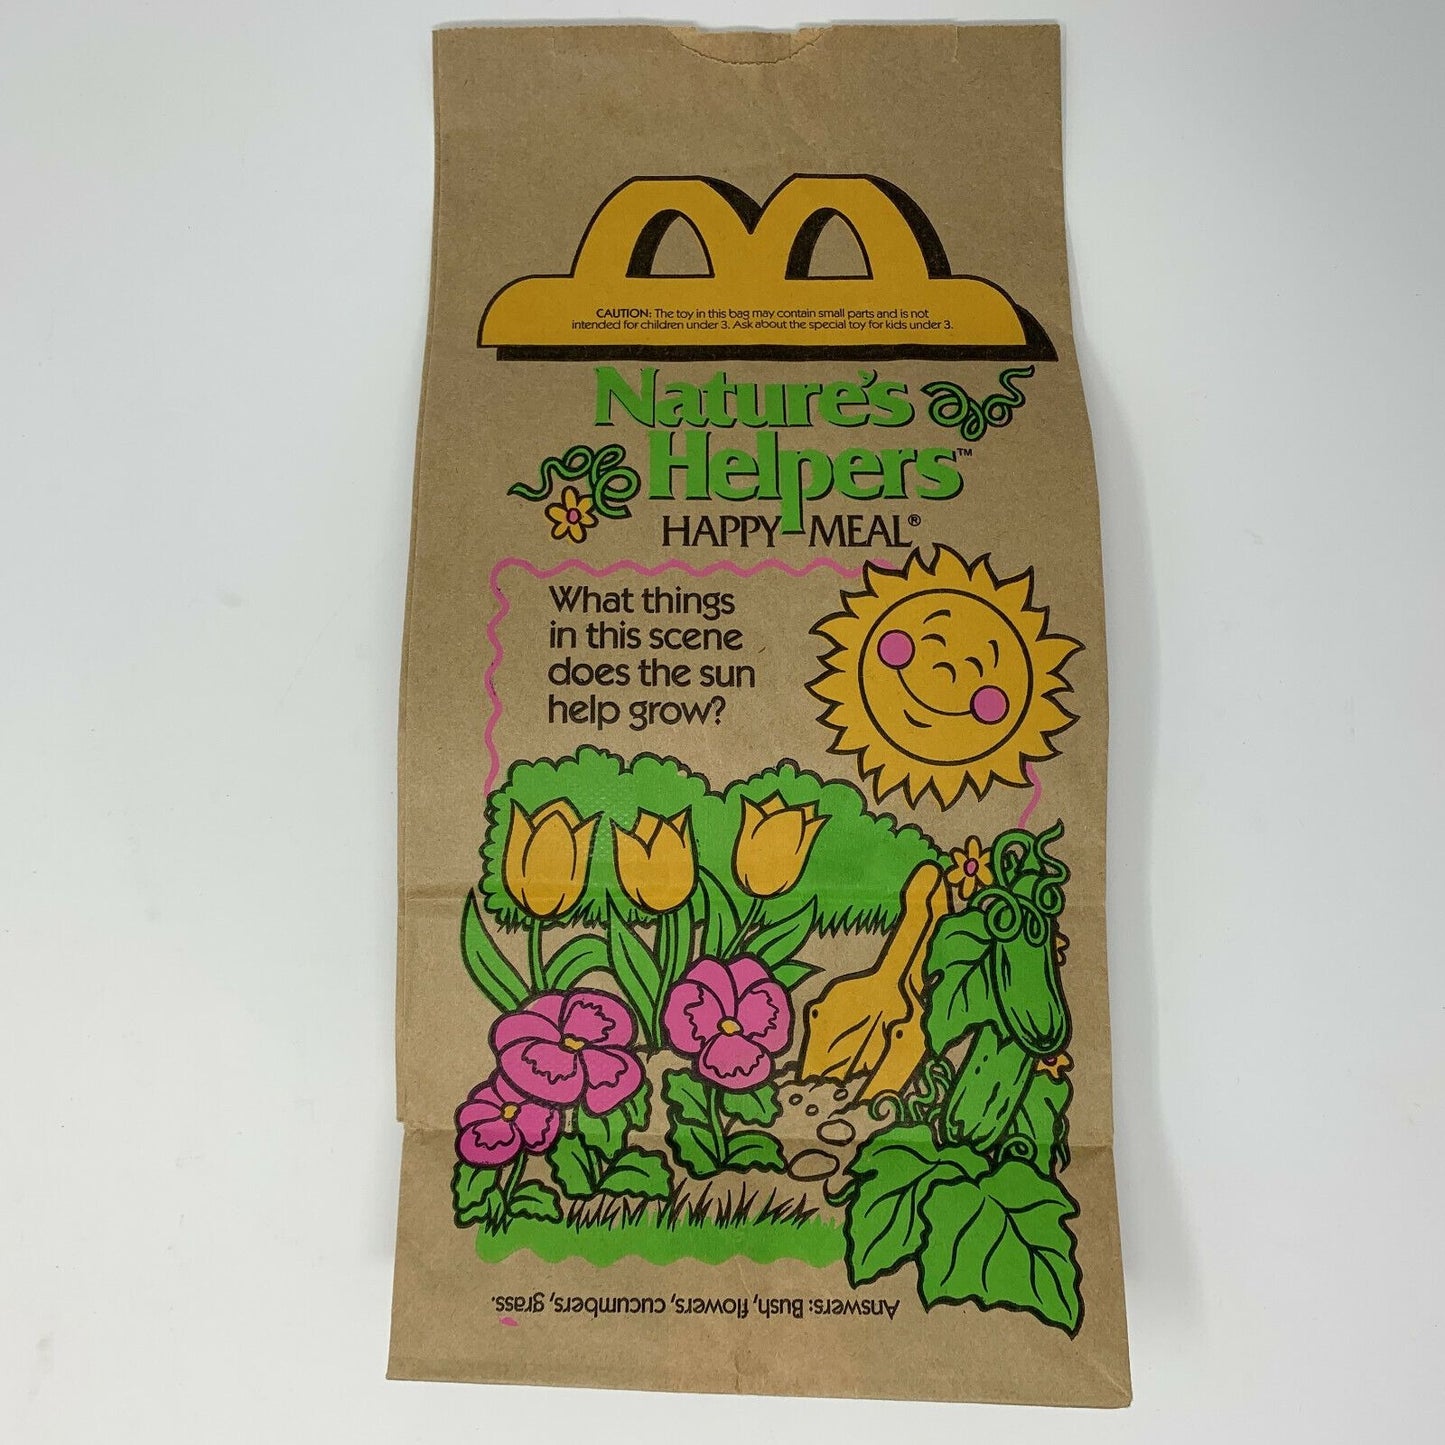 CAUTION: The toy in this bag may contain small parts and is not
intended for children under 3. Ask about the special toy for kids under 3.
Nature's
Helpers™
HAPPY MEAL®
What things
in this scene
does the sun
help grow?
Answers: Bush, flowers, cucumbers, grass.